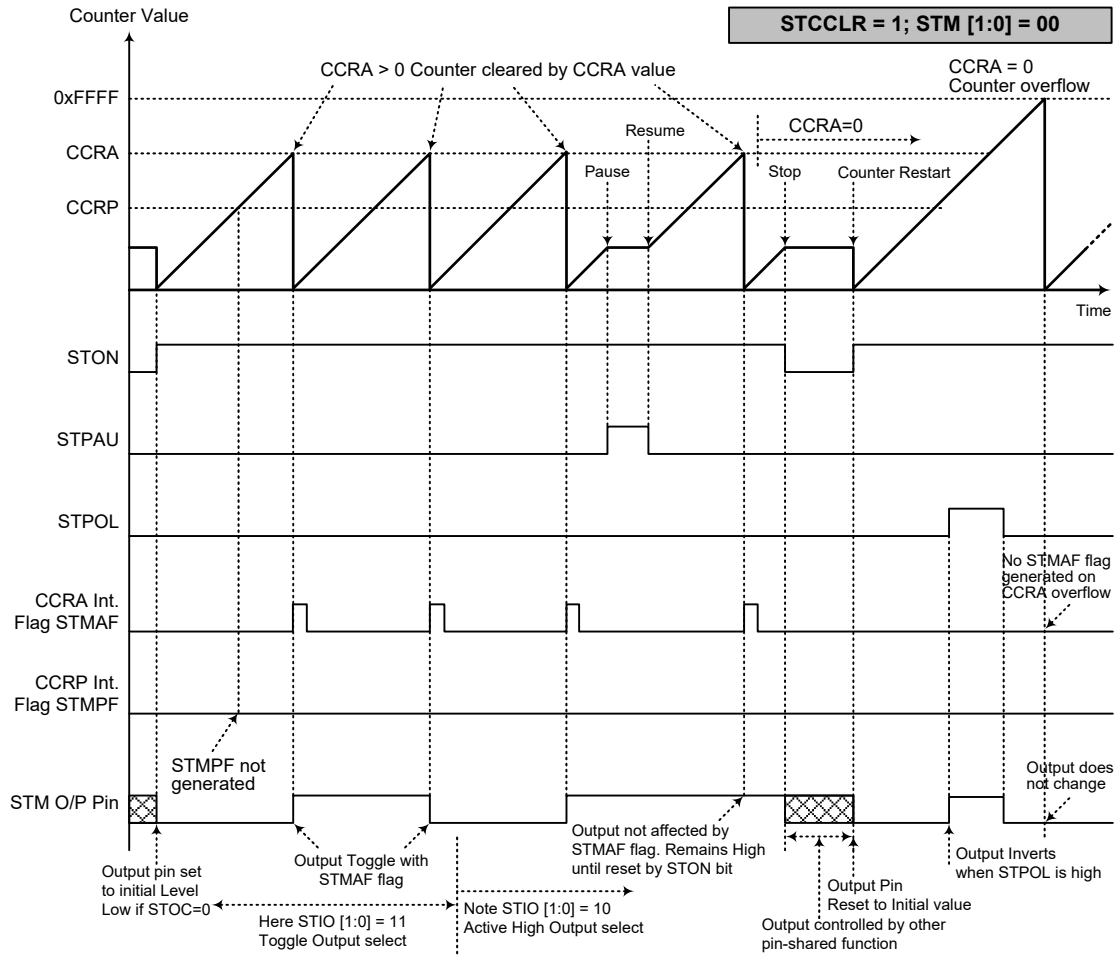 Counter Value
STCCLR = 1; STM [1:0] = 00
CCRA > 0 Counter cleared by CCRA value
CCRA = 0
Counter overflow
0xFFFF
CCRA=0
Resume
CCRA
Pause
Stop
Counter Restart
CCRP
Time
STON
STPAU
STPOL
No STMAF flag
generated on
CCRA overflow
CCRA Int.
Flag STMAF
CCRP Int.
Flag STMPF
STMPF not
generated
Output does
not change
STM O/P Pin
Output pin set
to initial Level
Low if STOC=0
Output Toggle with
STMAF flag
Here STIO [1:0] = 11
Toggle Output select
Note STIO [1:0] = 10
Active High Output select
Output not affected by
STMAF flag. Remains High
until reset by STON bit
Output Pin
Reset to Initial value
Output controlled by other
pin-shared function
Output Inverts
when STPOL is high